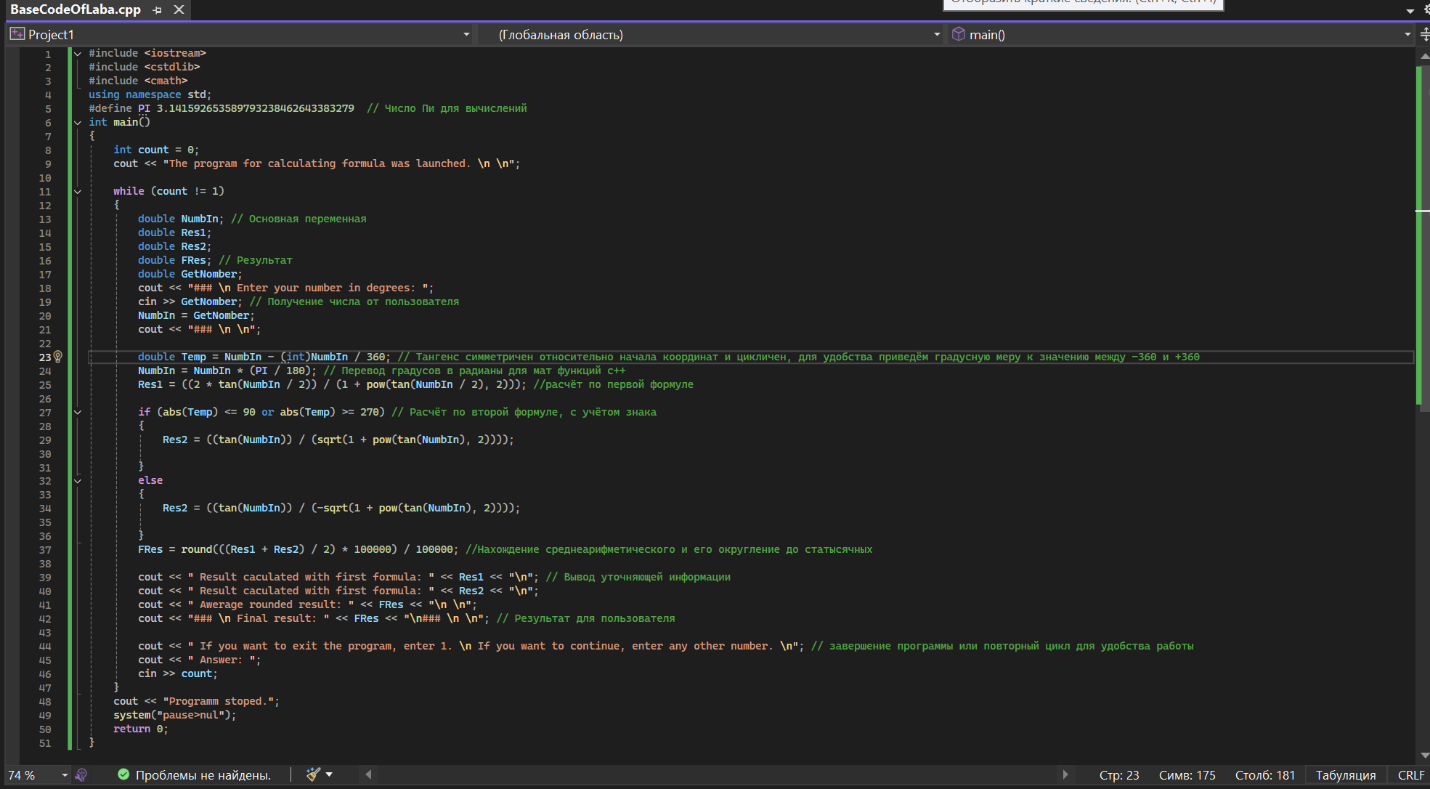 BaseCodeOfLaba.cpp
Project1 (Глобальная область) main()
1 #include <iostream>
2 #include <cstdlib>
3 #include <cmath>
4 using namespace std;
5 #define PI 3.141592653589793238462643383279 // Число Пи для вычислений
6 int main()
7 {
8 int count = 0;
9 cout << "The program for calculating formula was launched. \n \n";
10
11 while (count != 1)
12 {
13 double NumbIn; // Основная переменная
14 double Res1;
15 double Res2;
16 double FRes; // Результат
17 double GetNomber;
18 cout << "### \n Enter your number in degrees: ";
19 cin >> GetNomber; // Получение числа от пользователя
20 NumbIn = GetNomber;
21 cout << "### \n \n";
22
23 double Temp = NumbIn - (int)NumbIn / 360; // Тангенс симметричен относительно начала координат и цикличен, для удобства приведём градусную меру к значению между -360 и +360
24 NumbIn = NumbIn * (PI / 180); // Перевод градусов в радианы для мат функций c++
25 Res1 = ((2 * tan(NumbIn / 2)) / (1 + pow(tan(NumbIn / 2), 2))); //расчёт по первой формуле
26
27 if (abs(Temp) <= 90 or abs(Temp) >= 270) // Расчёт по второй формуле, с учётом знака
28 {
29 Res2 = ((tan(NumbIn)) / (sqrt(1 + pow(tan(NumbIn), 2))));
30
31 }
32 else
33 {
34 Res2 = ((tan(NumbIn)) / (-sqrt(1 + pow(tan(NumbIn), 2))));
35
36 }
37 FRes = round(((Res1 + Res2) / 2) * 100000) / 100000; //Нахождение среднеарифметического и его округление до статысячных
38
39 cout << " Result caculated with first formula: " << Res1 << "\n"; // Вывод уточняющей информации
40 cout << " Result caculated with first formula: " << Res2 << "\n";
41 cout << " Awerage rounded result: " << FRes << "\n \n";
42 cout << "### \n Final result: " << FRes << "\n### \n \n"; // Результат для пользователя
43
44 cout << " If you want to exit the program, enter 1. \n If you want to continue, enter any other number. \n"; // завершение программы или повторный цикл для удобства работы
45 cout << " Answer: ";
46 cin >> count;
47 }
48 cout << "Programm stoped.";
49 system("pause>nul");
50 return 0;
51 }
74 % Проблемы не найдены. Стр: 23 Симв: 175 Столб: 181 Табуляция CRLF